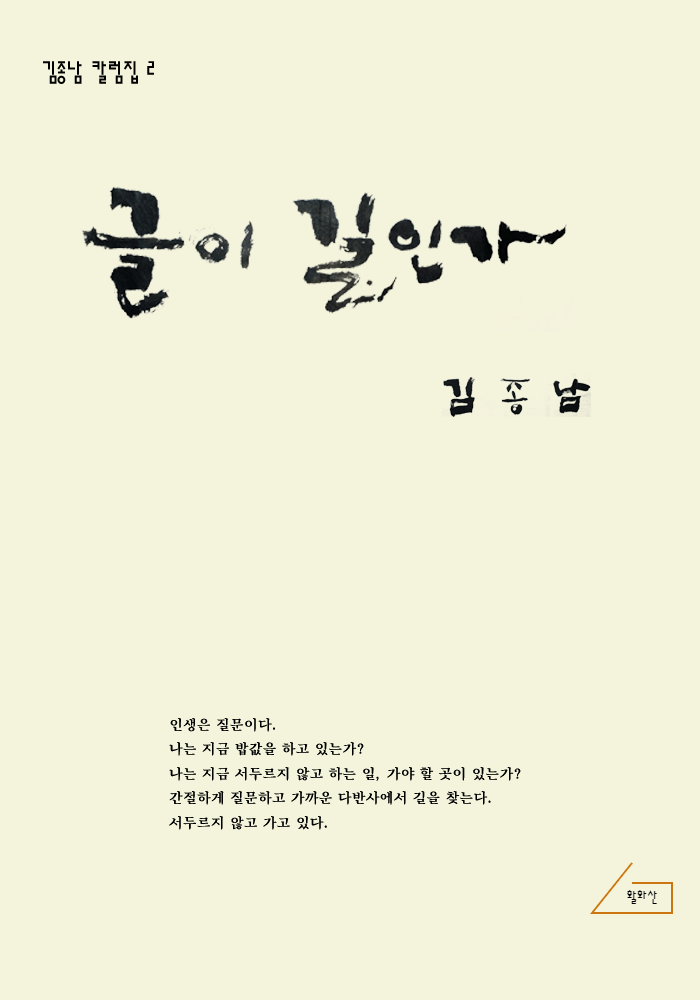 김종남 칼럼집 2
글이 길인가
김종남
인생은 질문이다.
나는 지금 밥값을 하고 있는가?
나는 지금 서두르지 않고 하는 일, 가야 할 곳이 있는가?
간절하게 질문하고 가까운 다반사에서 길을 찾는다.
서두르지 않고 가고 있다.
활화산